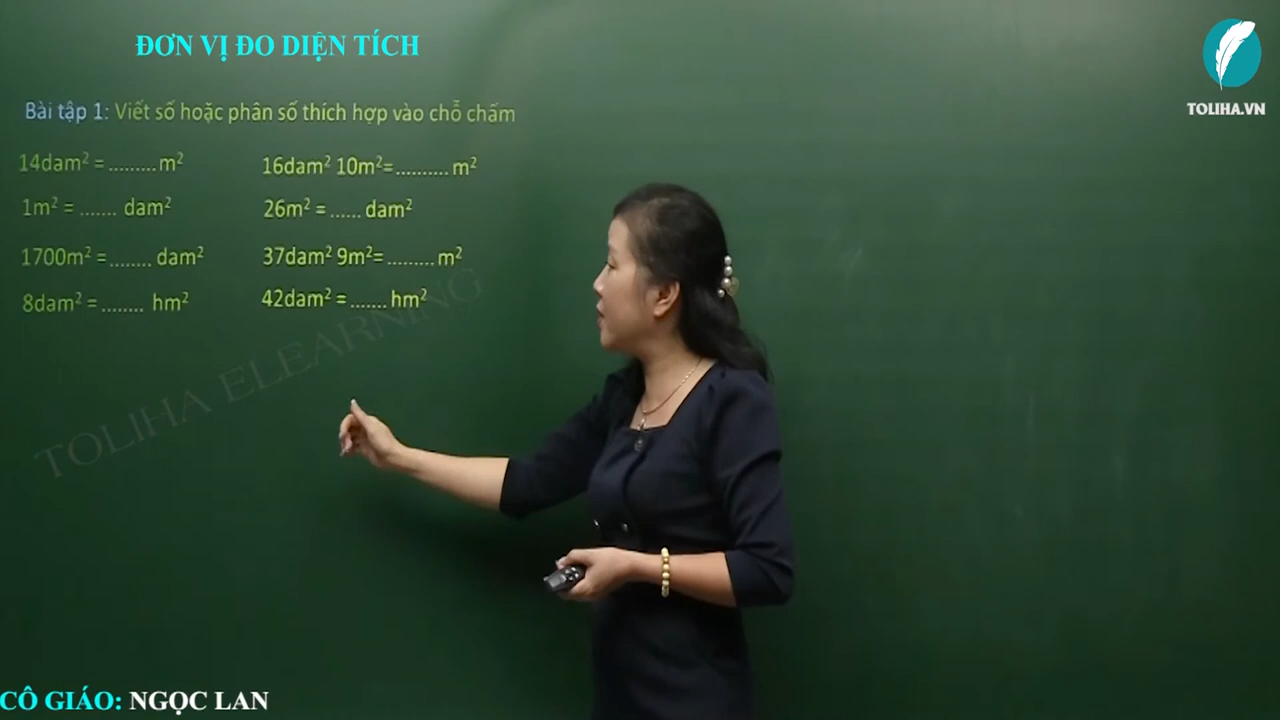 ĐƠN VỊ ĐO DIỆN TÍCH
TOLIHA.VN
Bài tập 1: Viết số hoặc phân số thích hợp vào chỗ chấm
14dam² = .........m²
16dam² 10m²=.......... m²
1m² = ....... dam²
26m² = ...... dam²
1700m² = ........ dam²
37dam² 9m²= ......... m²
8dam² = ........ hm²
42dam² = ....... hm²
TOLIHA ELEARNING
CÔ GIÁO: NGỌC LAN